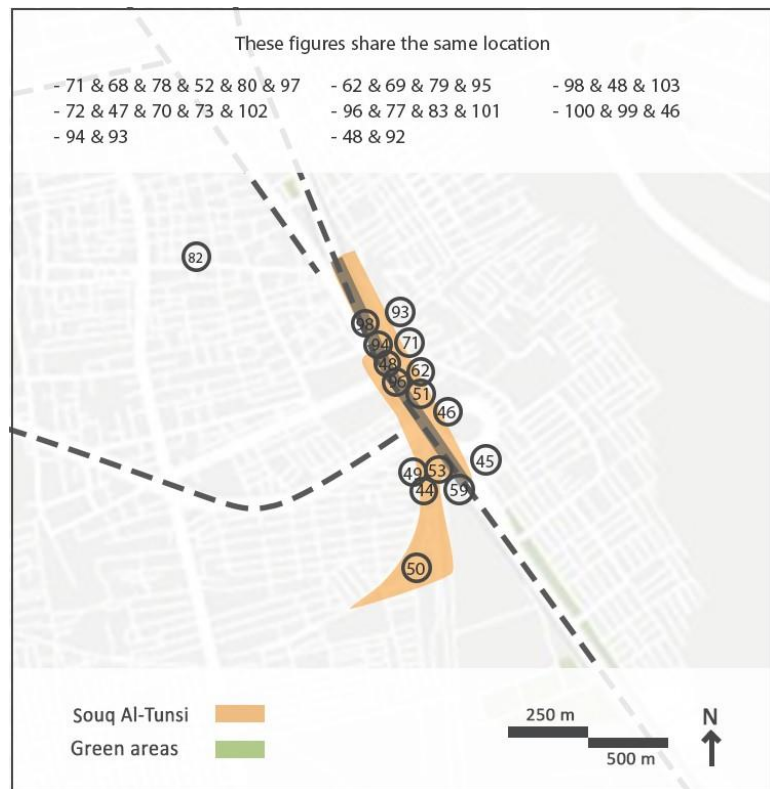 These figures share the same location
- 71 & 68 & 78 & 52 & 80 & 97
- 72 & 47 & 70 & 73 & 102
- 94 & 93
- 62 & 69 & 79 & 95
- 96 & 77 & 83 & 101
- 48 & 92
- 98 & 48 & 103
- 100 & 99 & 46
82
93
98
94
71
48
62
96
51
46
45
49
53
44
59
50
Souq Al-Tunsi
Green areas
250 m
500 m
N